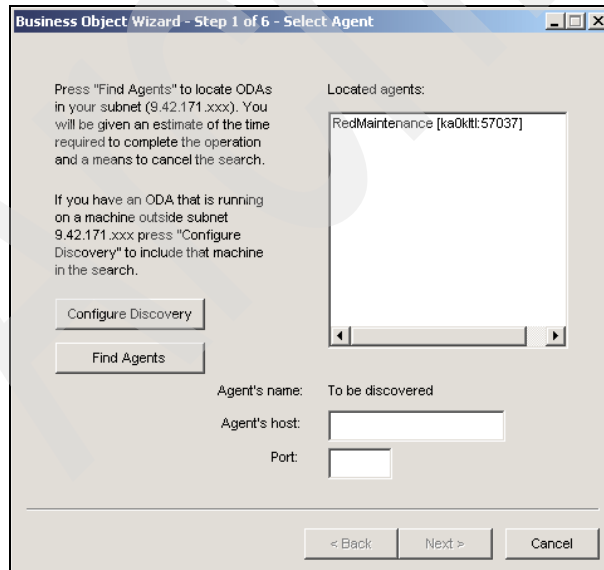 Business Object Wizard - Step 1 of 6 - Select Agent
Press "Find Agents" to locate ODAs
in your subnet (9.42.171.xxx). You
will be given an estimate of the time
required to complete the operation
and a means to cancel the search.
If you have an ODA that is running
on a machine outside subnet
9.42.171.xxx press "Configure
Discovery" to include that machine
in the search.
Configure Discovery
Find Agents
Located agents:
RedMaintenance [ka0kttl:57037]
Agent's name: To be discovered
Agent's host:
Port:
< Back Next > Cancel